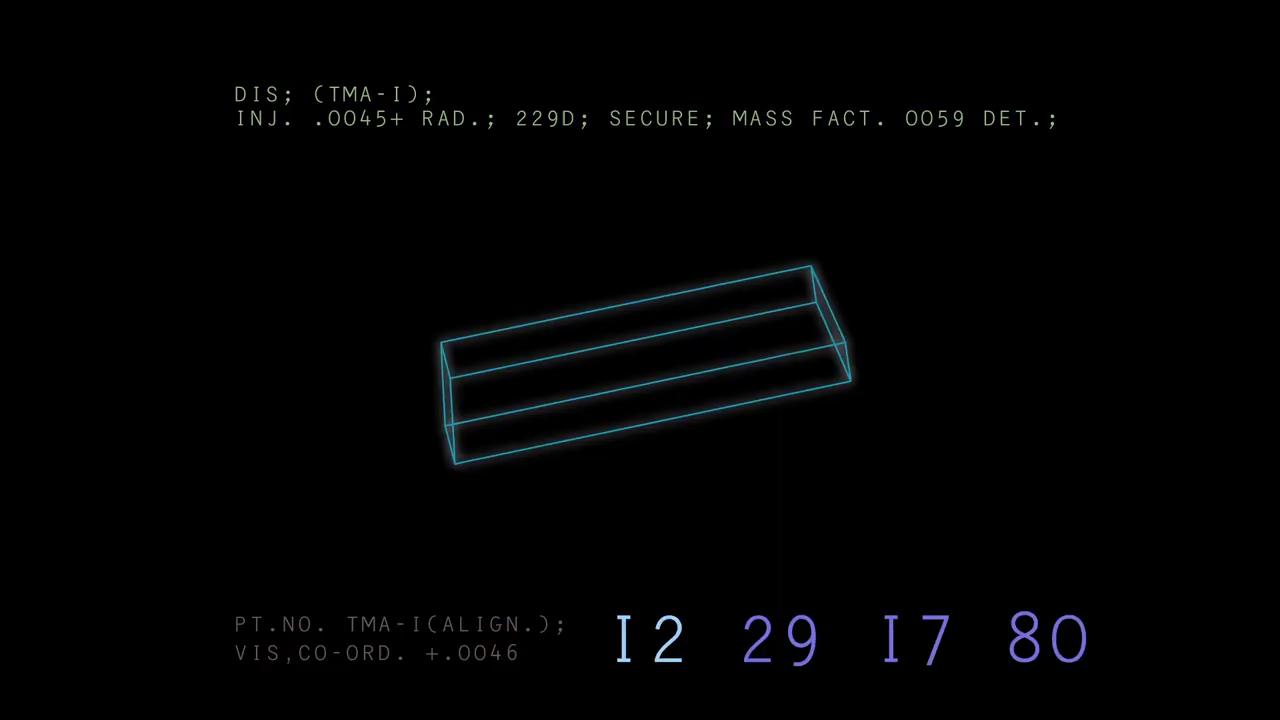 DIS; (TMA-I);
INJ. .0045+ RAD.; 229D; SECURE; MASS FACT. 0059 DET.;
PT.NO. TMA-I(ALIGN.);
VIS,CO-ORD. +.0046
I2 29 I7 80